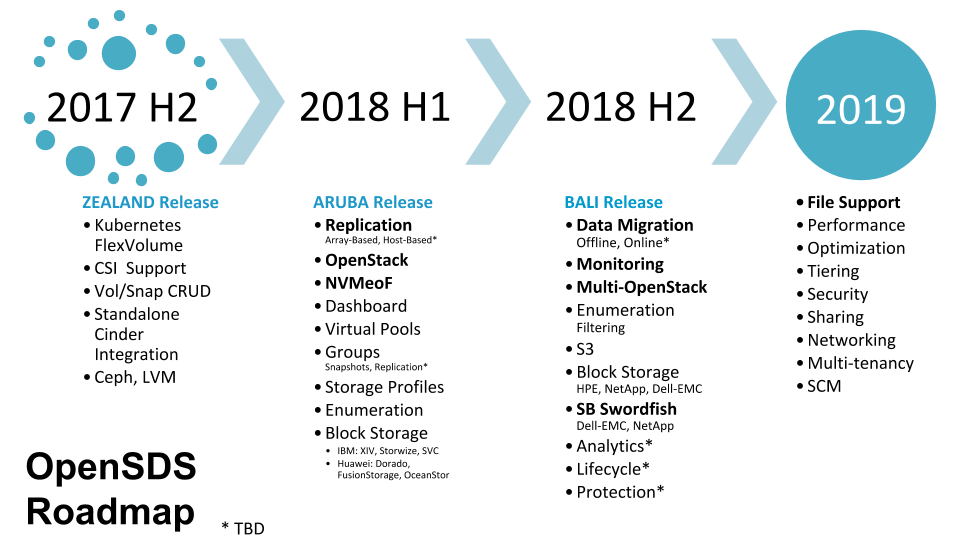 2017 H2
2018 H1
2018 H2
2019
ZEALAND Release
• Kubernetes
FlexVolume
• CSI Support
• Vol/Snap CRUD
• Standalone
Cinder
Integration
• Ceph, LVM
ARUBA Release
• Replication
Array-Based, Host-Based*
• OpenStack
• NVMeoF
• Dashboard
• Virtual Pools
• Groups
Snapshots, Replication*
• Storage Profiles
• Enumeration
• Block Storage
• IBM: XIV, Storwize, SVC
• Huawei: Dorado,
FusionStorage, OceanStor
BALI Release
• Data Migration
Offline, Online*
• Monitoring
• Multi-OpenStack
• Enumeration
Filtering
• S3
• Block Storage
HPE, NetApp, Dell-EMC
• SB Swordfish
Dell-EMC, NetApp
• Analytics*
• Lifecycle*
• Protection*
• File Support
• Performance
• Optimization
• Tiering
• Security
• Sharing
• Networking
• Multi-tenancy
• SCM
OpenSDS
Roadmap
* TBD